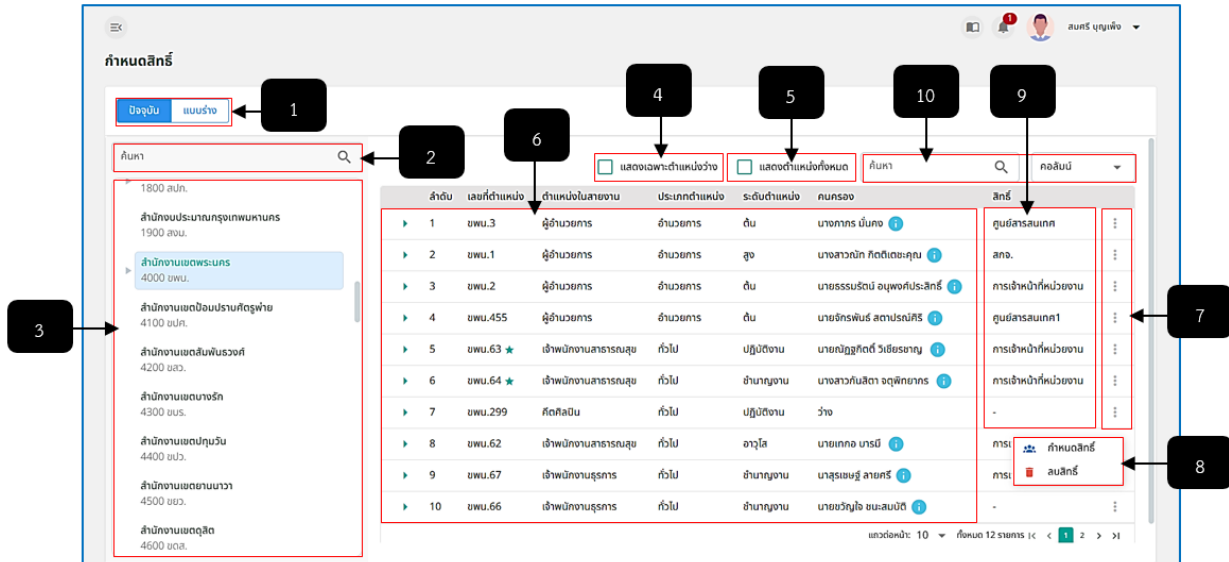 1
สมศรี บุญเพ็ง
กำหนดสิทธิ์
4
5
10
9
ปัจจุบัน แบบร่าง
1
6
2
ค้นหา
แสดงเฉพาะตำแหน่งว่าง แสดงตำแหน่งทั้งหมด ค้นหา คอลัมน์
1800 สปภ.
สำนักงบประมาณกรุงเทพมหานคร
1900 สงม.
สำนักงานเขตพระนคร
4000 ขพน.
สำนักงานเขตป้อมปราบศัตรูพ่าย
4100 ขปศ.
สำนักงานเขตสัมพันธวงศ์
4200 ขสว.
สำนักงานเขตบางรัก
4300 ขบร.
สำนักงานเขตปทุมวัน
4400 ขปว.
สำนักงานเขตยานนาวา
4500 ขยว.
สำนักงานเขตดุสิต
4600 ขดส.
3
ลำดับ เลขที่ตำแหน่ง ตำแหน่งในสายงาน ประเภทตำแหน่ง ระดับตำแหน่ง คนครอง สิทธิ์
1 ขพน.3 ผู้อำนวยการ อำนวยการ ต้น นางภากร มั่นคง ศูนย์สารสนเทศ
2 ขพน.1 ผู้อำนวยการ อำนวยการ สูง นางสาวณัท กิตติเตชะคุณ สกจ.
3 ขพน.2 ผู้อำนวยการ อำนวยการ ต้น นายธรรมรัตน์ อนุพงศ์ประสิทธิ์ การเจ้าหน้าที่หน่วยงาน
4 ขพน.455 ผู้อำนวยการ อำนวยการ ต้น นายจักรพันธ์ สถาปรณ์ศิริ ศูนย์สารสนเทศ1
5 ขพน.63 ★ เจ้าพนักงานสาธารณสุข ทั่วไป ปฏิบัติงาน นายณัฏฐกิตติ์ วิเชียรชาญ การเจ้าหน้าที่หน่วยงาน
6 ขพน.64 ★ เจ้าพนักงานสาธารณสุข ทั่วไป ชำนาญงาน นางสาวกันสิตา จตุพิทยากร การเจ้าหน้าที่หน่วยงาน
7 ขพน.299 คีตศิลปิน ทั่วไป ปฏิบัติงาน ว่าง -
8 ขพน.62 เจ้าพนักงานสาธารณสุข ทั่วไป อาวุโส นายเกกอ บารมี
9 ขพน.67 เจ้าพนักงานธุรการ ทั่วไป ชำนาญงาน นาสุรเชษฐ์ ลายศรี
10 ขพน.66 เจ้าพนักงานธุรการ ทั่วไป ชำนาญงาน นายขวัญใจ ชนะสมบัติ -
7
กำหนดสิทธิ์
ลบสิทธิ์
8
แถวต่อหน้า: 10 ทั้งหมด 12 รายการ |< < 1 2 > >|